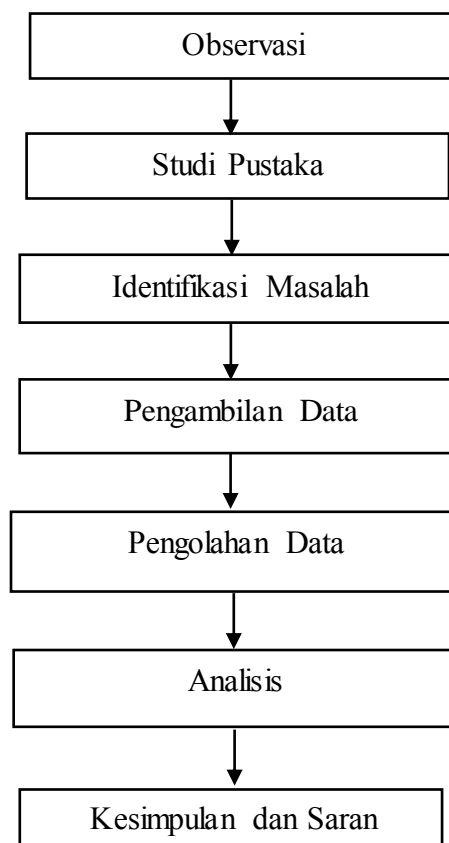 Observasi
Studi Pustaka
Identifikasi Masalah
Pengambilan Data
Pengolahan Data
Analisis
Kesimpulan dan Saran